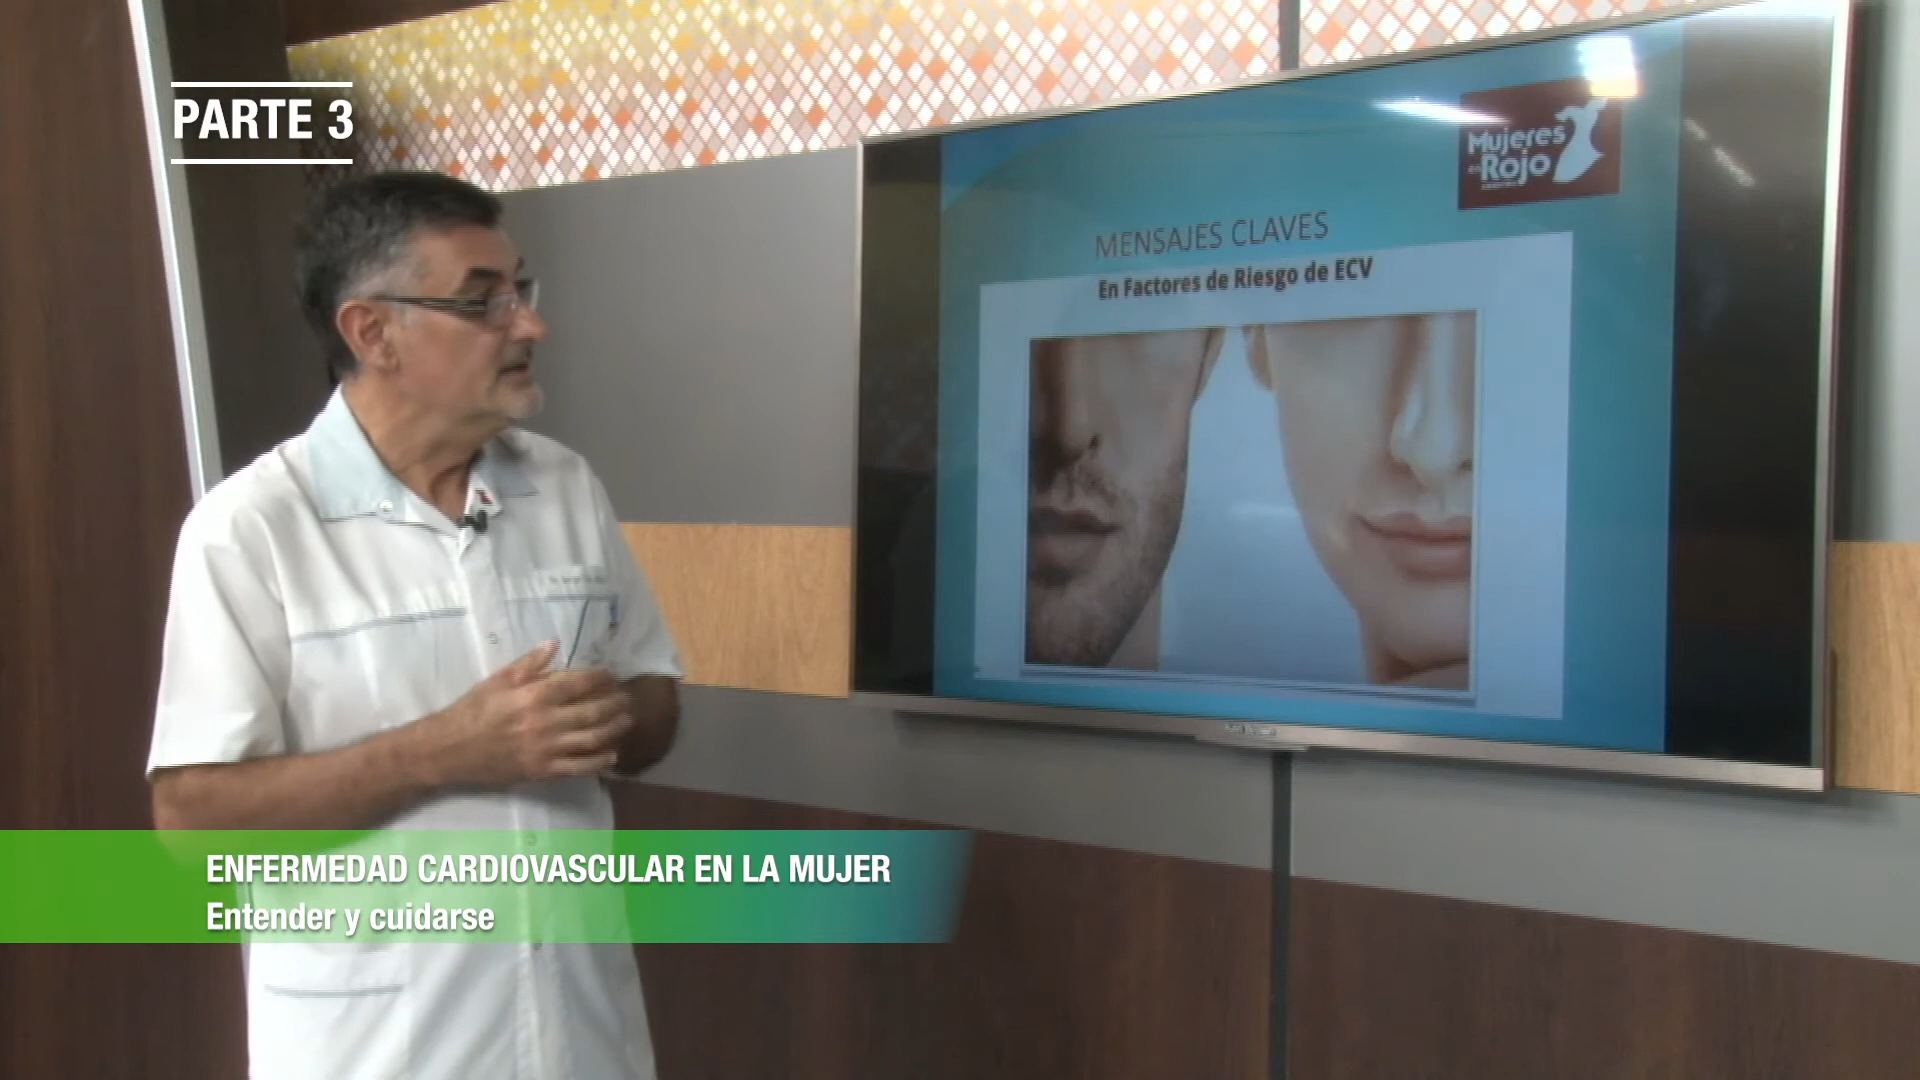 PARTE 3
Mujeres
en
Rojo
MENSAJES CLAVES
En Factores de Riesgo de ECV
ENFERMEDAD CARDIOVASCULAR EN LA MUJER
Entender y cuidarse